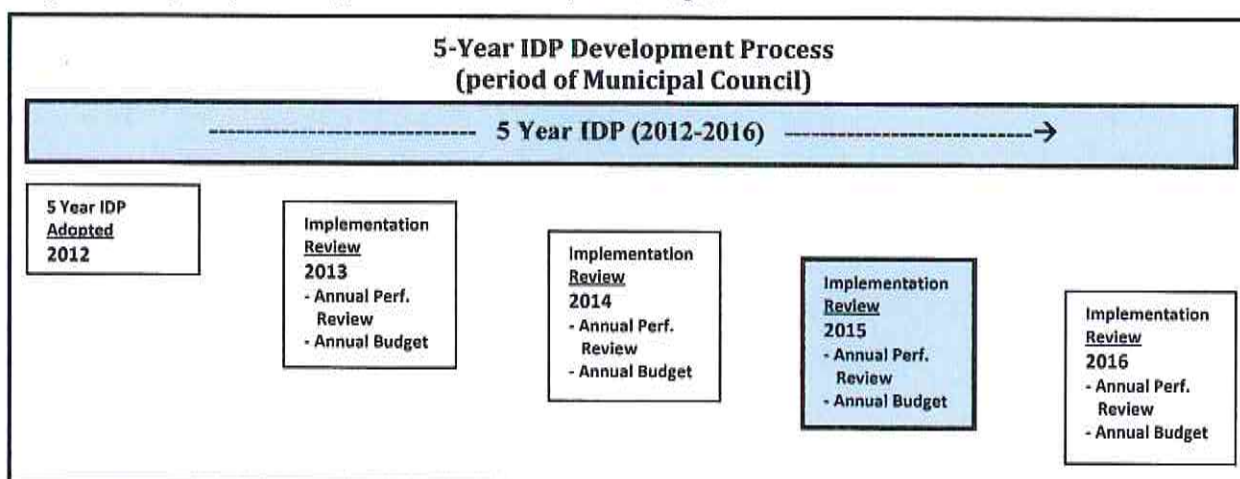 5-Year IDP Development Process
(period of Municipal Council)
---------------------------- 5 Year IDP (2012-2016) --------------------------→
5 Year IDP
Adopted
2012
Implementation
Review
2013
- Annual Perf.
Review
- Annual Budget
Implementation
Review
2014
- Annual Perf.
Review
- Annual Budget
Implementation
Review
2015
- Annual Perf.
Review
- Annual Budget
Implementation
Review
2016
- Annual Perf.
Review
- Annual Budget